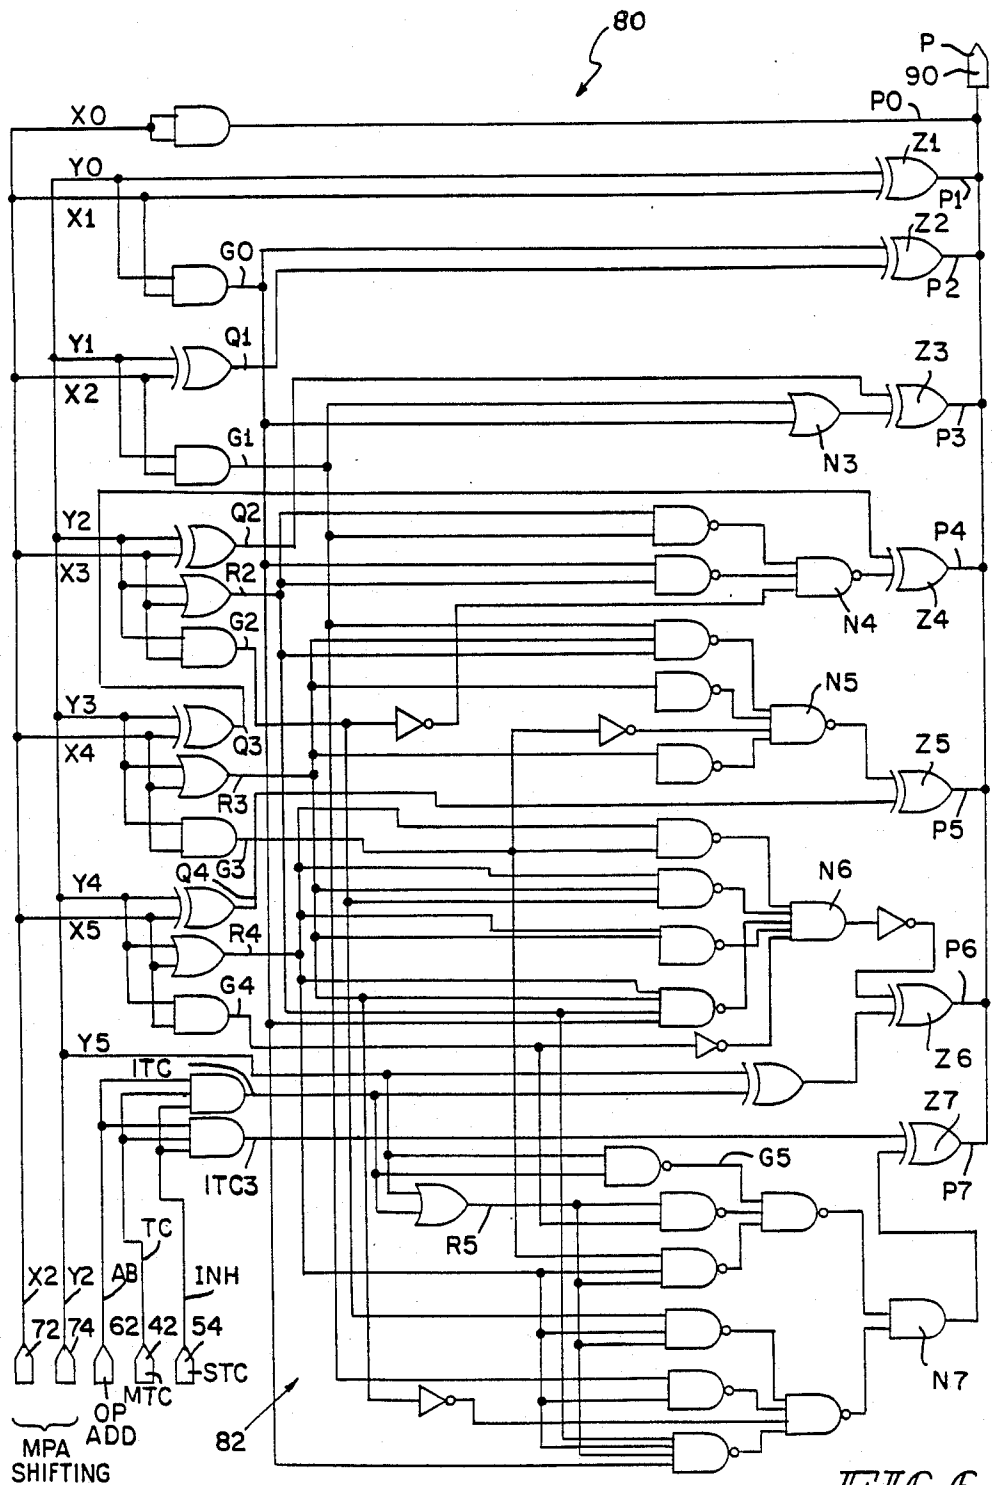 80
P
90
X0
P0
Z1
Y0
P1
X1
Z2
G0
P2
Y1
Q1
Z3
X2
P3
G1
N3
Y2
Q2
P4
X3
R2
G2
N4
Z4
Y3
N5
X4
Q3
Z5
R3
P5
Q4
G3
Y4
N6
X5
R4
P6
G4
Y5
ITC
Z6
Z7
ITC3
G5
P7
TC
R5
X2
Y2
AB
INH
72
74
62
42
54
STC
MTC
OP
ADD
N7
82
MPA
SHIFTING